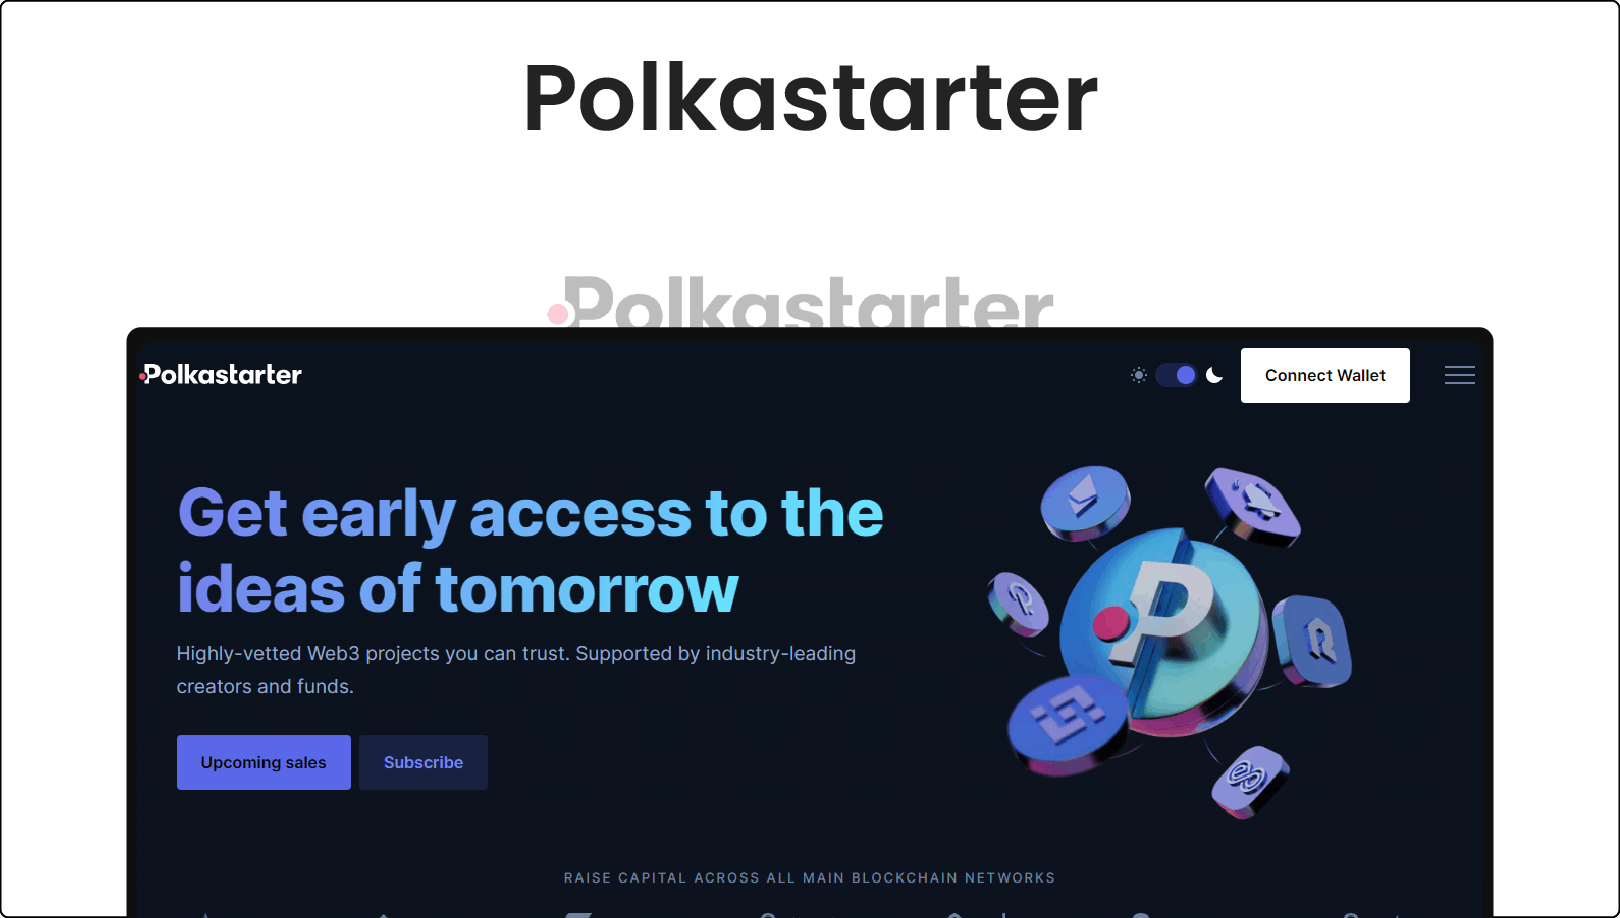 Polkastarter
Polkastarter
Polkastarter
Connect Wallet
Get early access to the
ideas of tomorrow
Highly-vetted Web3 projects you can trust. Supported by industry-leading
creators and funds.
Upcoming sales
Subscribe
RAISE CAPITAL ACROSS ALL MAIN BLOCKCHAIN NETWORKS